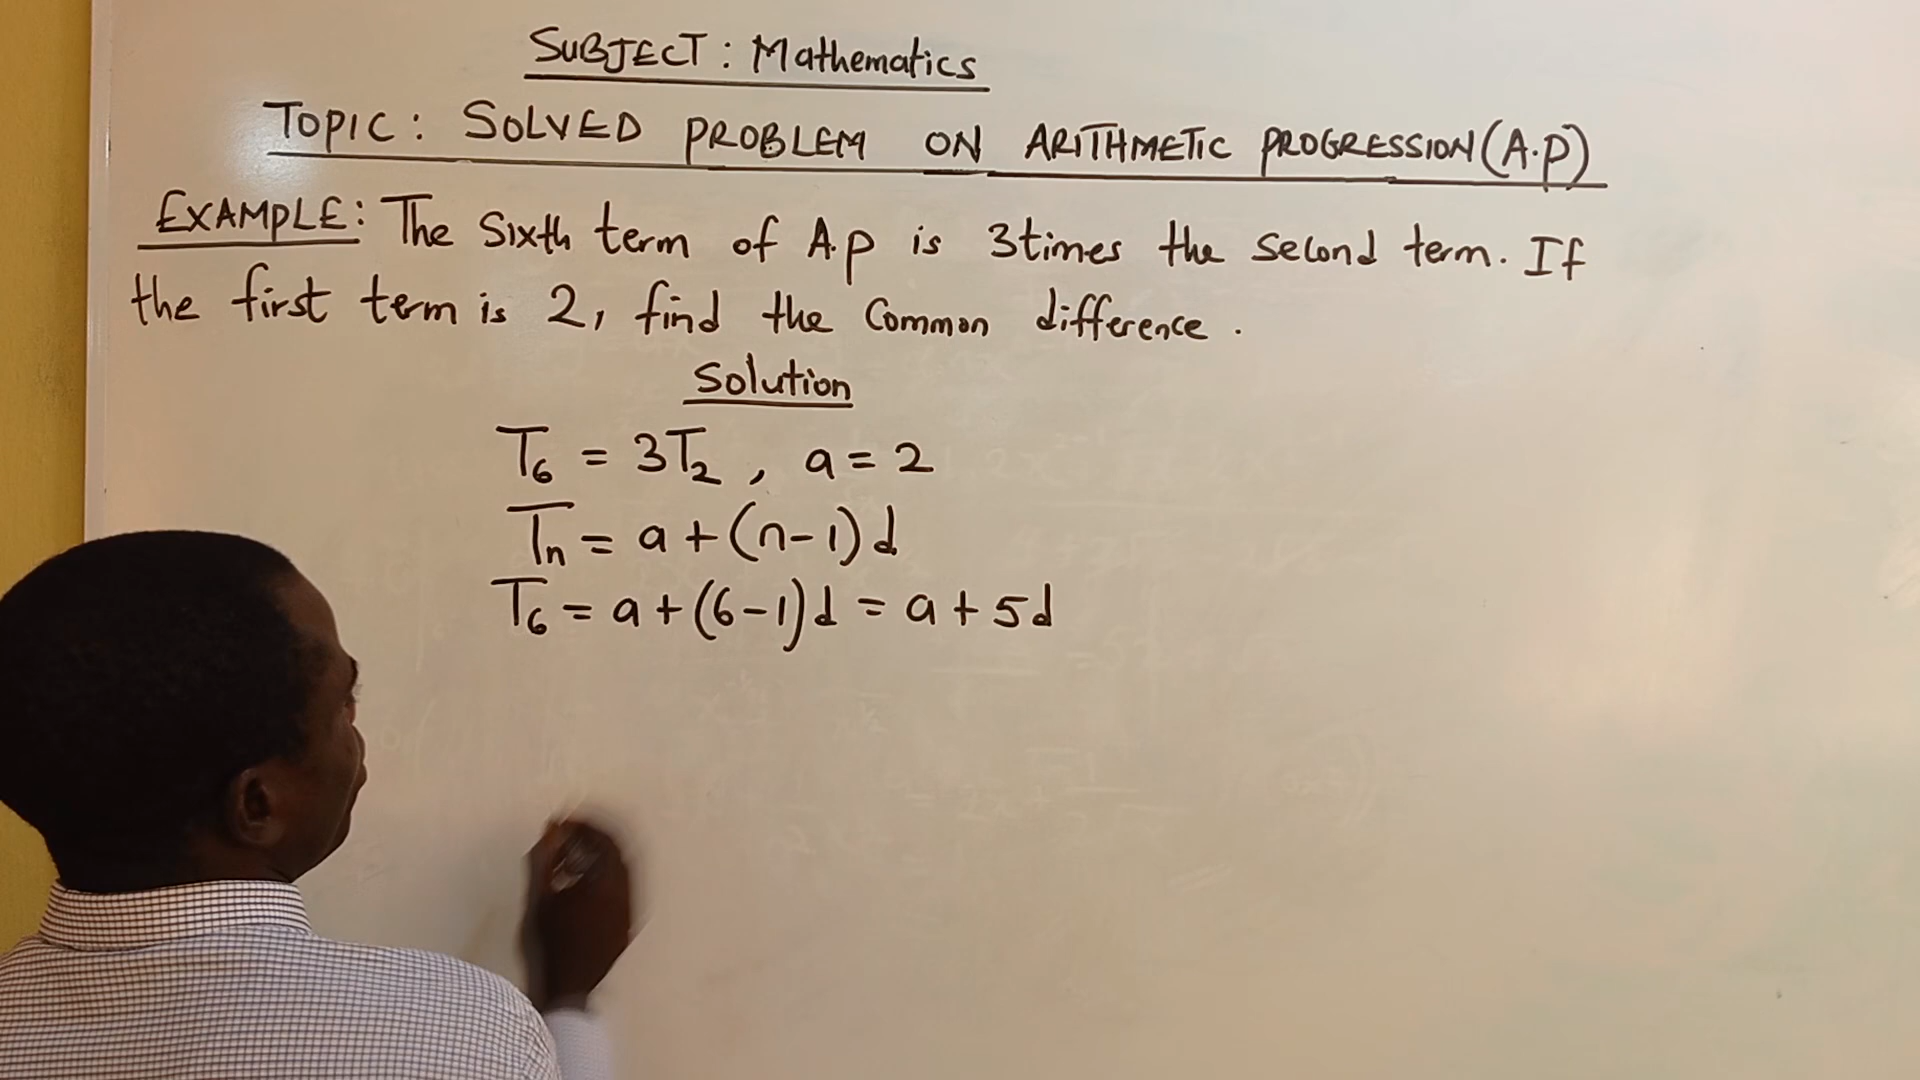 SUBJECT: Mathematics
TOPIC: SOLVED PROBLEM ON ARITHMETIC PROGRESSION (A.P)
EXAMPLE: The Sixth term of A.p is 3times the second term. If
the first term is 2, find the common difference.
Solution
T₆ = 3T₂, a = 2
Tₙ = a + (n-1)d
T₆ = a + (6-1)d = a + 5d